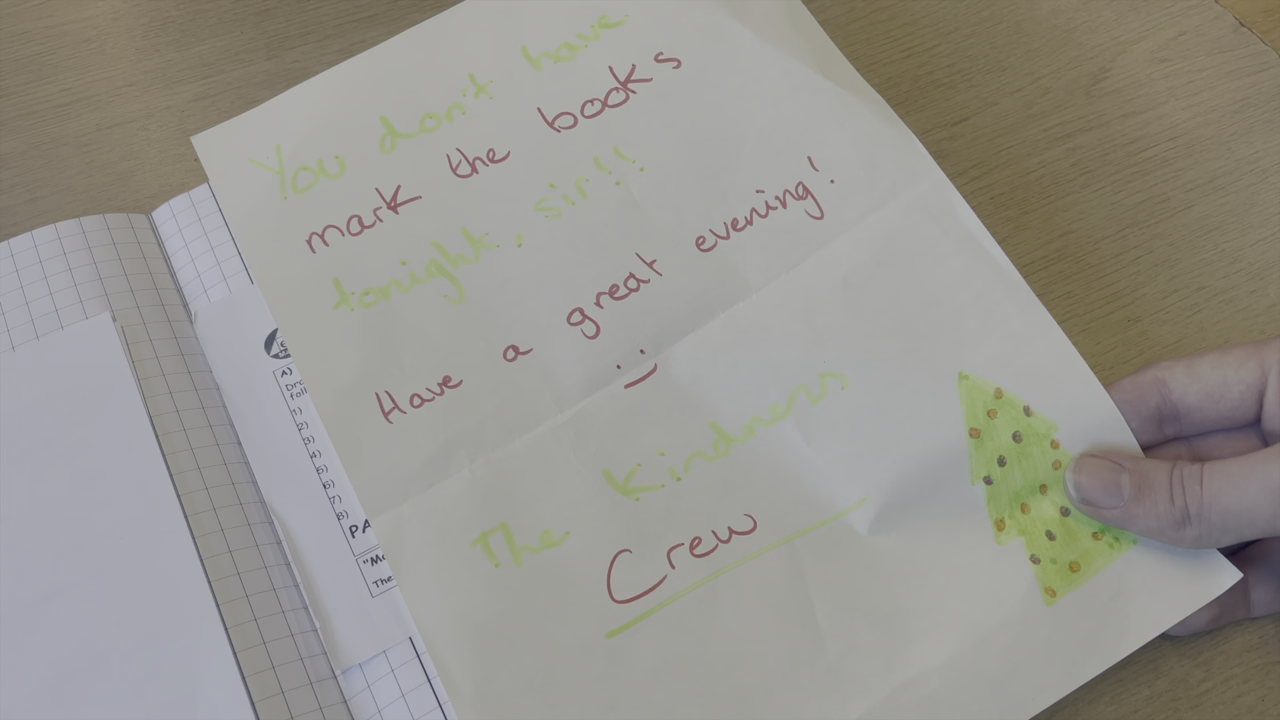 You don't have
mark the books
tonight, sir!!
Have a great evening!
:)
The Kindness
Crew
A)
1)
2)
3)
4)
5)
6)
7)
8)
PA
"Mo
The